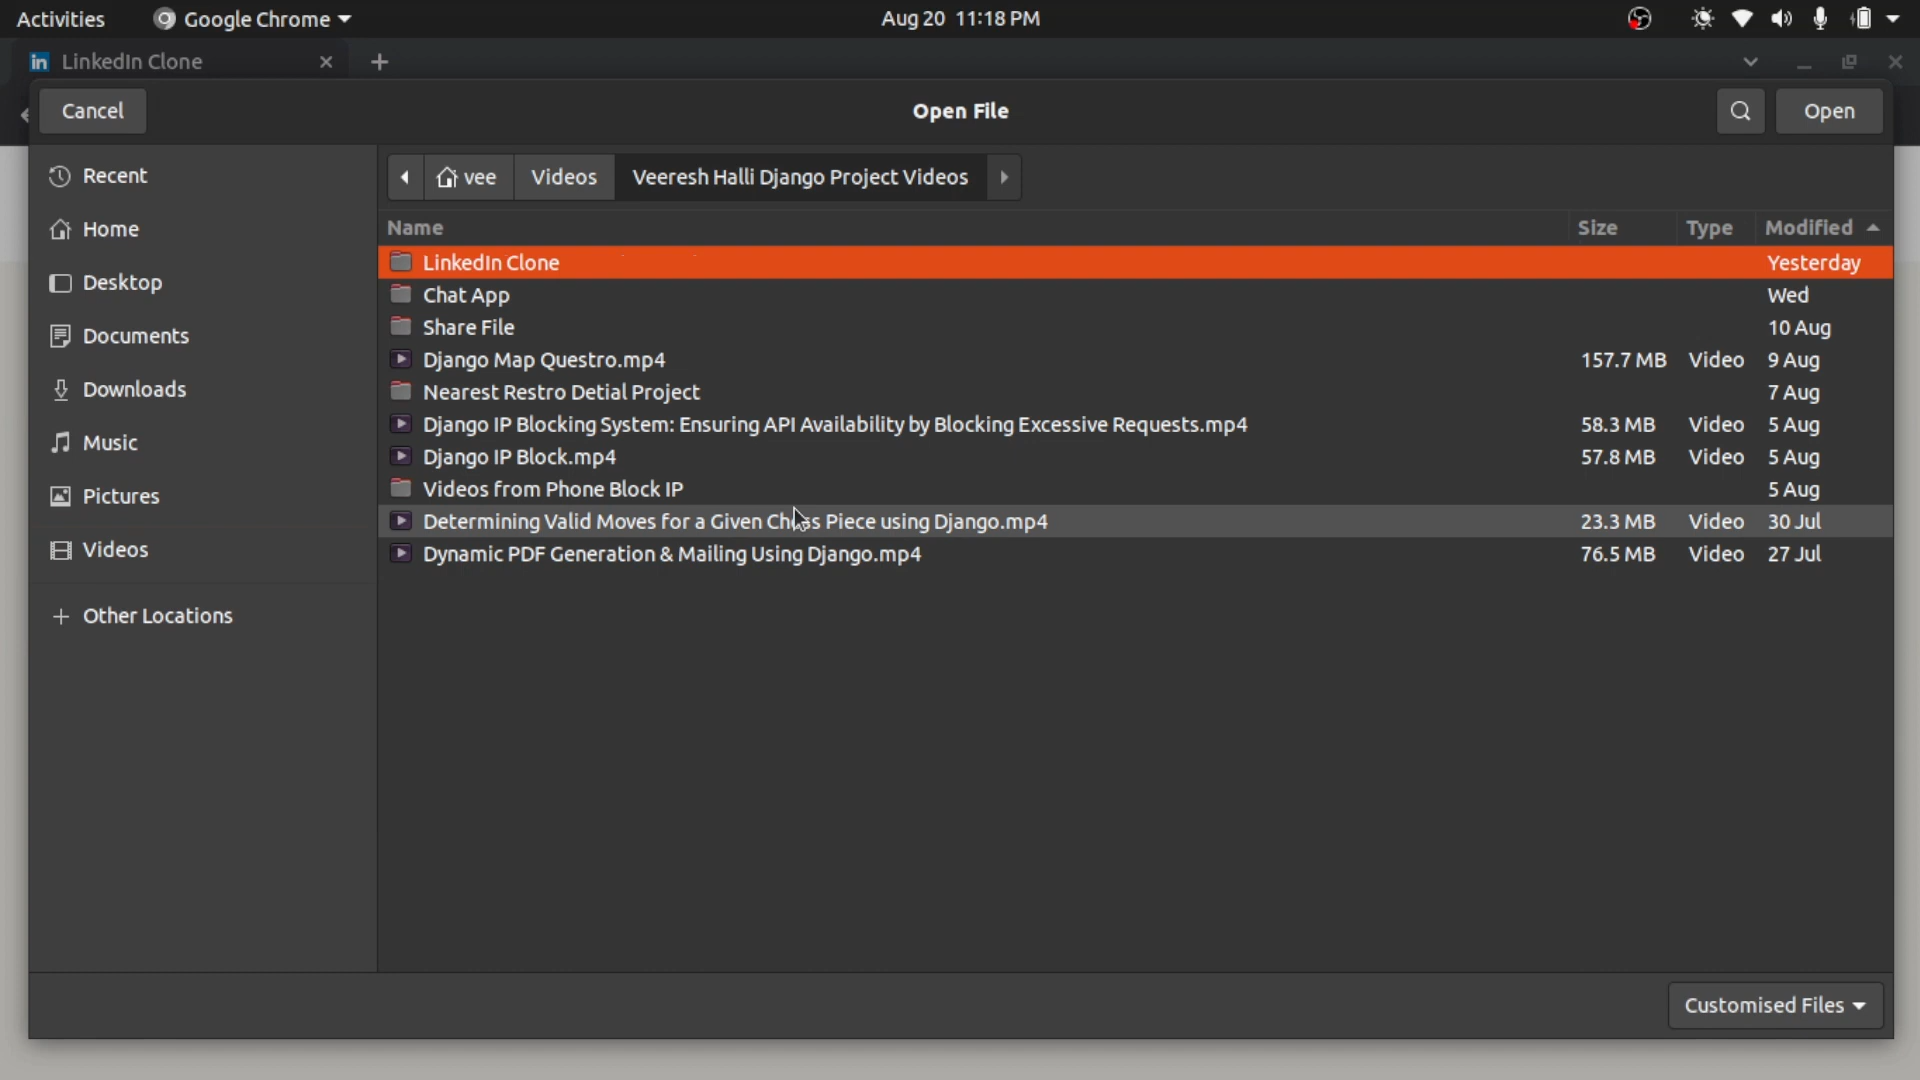 Activities Google Chrome Aug 20 11:18 PM
in LinkedIn Clone
Cancel Open File Open
Recent
Home
Desktop
Documents
Downloads
Music
Pictures
Videos
Other Locations
vee Videos Veeresh Halli Django Project Videos
Name Size Type Modified
LinkedIn Clone Yesterday
Chat App Wed
Share File 10 Aug
Django Map Questro.mp4 157.7 MB Video 9 Aug
Nearest Restro Detial Project 7 Aug
Django IP Blocking System: Ensuring API Availability by Blocking Excessive Requests.mp4 58.3 MB Video 5 Aug
Django IP Block.mp4 57.8 MB Video 5 Aug
Videos from Phone Block IP 5 Aug
Determining Valid Moves for a Given Chess Piece using Django.mp4 23.3 MB Video 30 Jul
Dynamic PDF Generation & Mailing Using Django.mp4 76.5 MB Video 27 Jul
Customised Files